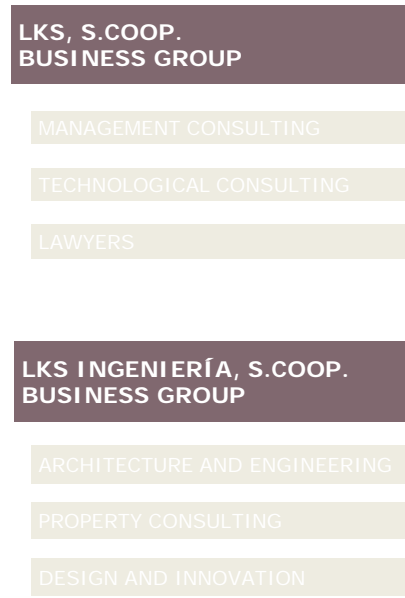 LKS, S.COOP.
BUSINESS GROUP
MANAGEMENT CONSULTING
TECHNOLOGICAL CONSULTING
LAWYERS
LKS INGENIERÍA, S.COOP.
BUSINESS GROUP
ARCHITECTURE AND ENGINEERING
PROPERTY CONSULTING
DESIGN AND INNOVATION